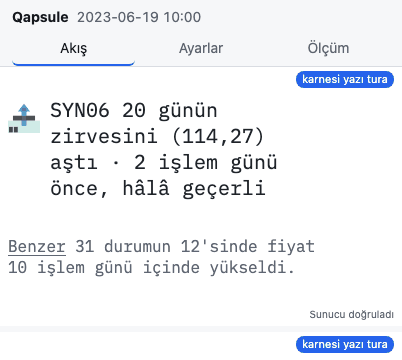 Qapsule 2023-06-19 10:00
Akış Ayarlar Ölçüm
karnesi yazı tura
SYN06 20 günün
zirvesini (114,27)
aştı · 2 işlem günü
önce, hâlâ geçerli
Benzer 31 durumun 12'sinde fiyat
10 işlem günü içinde yükseldi.
Sunucu doğruladı
karnesi yazı tura